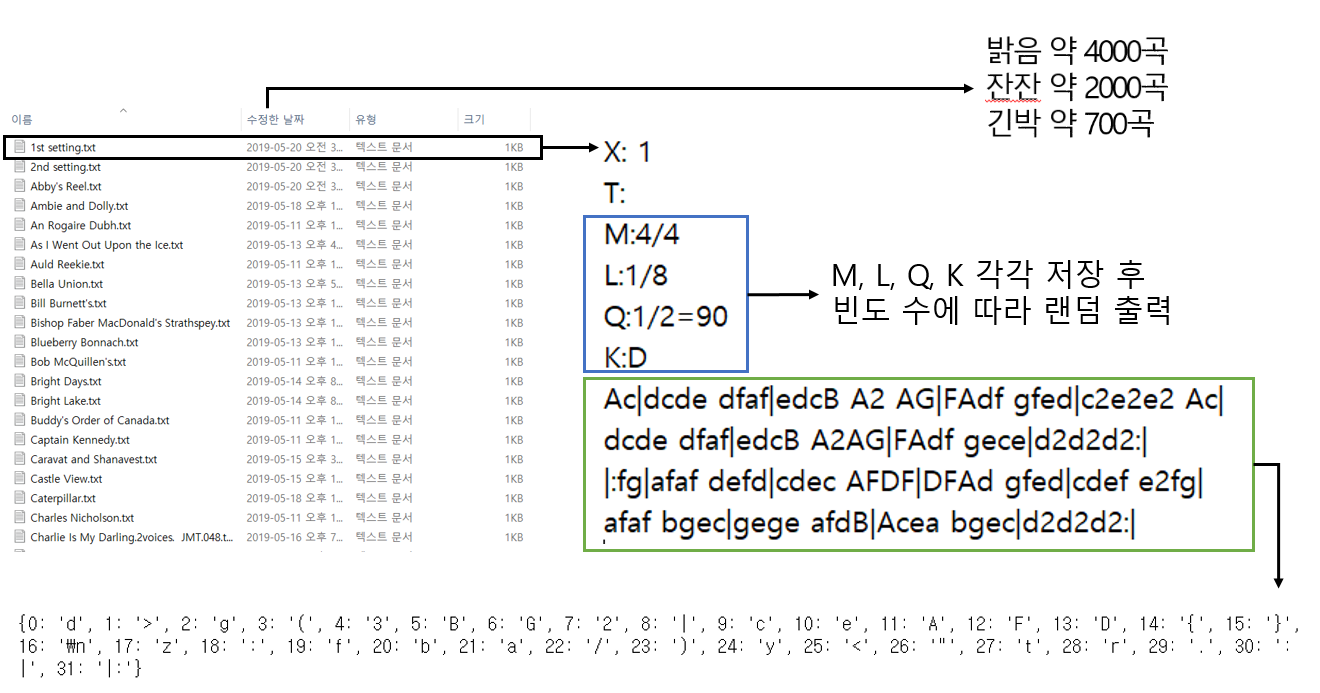 밝음 약 4000곡
잔잔 약 2000곡
긴박 약 700곡
이름 수정한 날짜 유형 크기
1st setting.txt 2019-05-20 오전 3... 텍스트 문서 1KB
2nd setting.txt 2019-05-20 오전 3... 텍스트 문서 1KB
Abby's Reel.txt 2019-05-20 오전 3... 텍스트 문서 1KB
Ambie and Dolly.txt 2019-05-18 오후 1... 텍스트 문서 1KB
An Rogaire Dubh.txt 2019-05-11 오후 1... 텍스트 문서 1KB
As I Went Out Upon the Ice.txt 2019-05-13 오후 4... 텍스트 문서 1KB
Auld Reekie.txt 2019-05-11 오후 1... 텍스트 문서 1KB
Bella Union.txt 2019-05-13 오후 5... 텍스트 문서 1KB
Bill Burnett's.txt 2019-05-13 오후 1... 텍스트 문서 1KB
Bishop Faber MacDonald's Strathspey.txt 2019-05-13 오후 1... 텍스트 문서 1KB
Blueberry Bonnach.txt 2019-05-13 오후 1... 텍스트 문서 1KB
Bob McQuillen's.txt 2019-05-11 오후 1... 텍스트 문서 1KB
Bright Days.txt 2019-05-14 오후 8... 텍스트 문서 1KB
Bright Lake.txt 2019-05-14 오후 8... 텍스트 문서 1KB
Buddy's Order of Canada.txt 2019-05-11 오후 1... 텍스트 문서 1KB
Captain Kennedy.txt 2019-05-11 오후 1... 텍스트 문서 1KB
Caravat and Shanavest.txt 2019-05-15 오후 3... 텍스트 문서 1KB
Castle View.txt 2019-05-15 오후 1... 텍스트 문서 1KB
Caterpillar.txt 2019-05-18 오후 1... 텍스트 문서 1KB
Charles Nicholson.txt 2019-05-11 오후 1... 텍스트 문서 1KB
Charlie Is My Darling.2voices. JMT.048.t... 2019-05-16 오후 7... 텍스트 문서 1KB
X: 1
T:
M:4/4
L:1/8
Q:1/2=90
K:D
M, L, Q, K 각각 저장 후
빈도 수에 따라 랜덤 출력
Ac|dcde dfaf|edcB A2 AG|FAdf gfed|c2e2e2 Ac|
dcde dfaf|edcB A2AG|FAdf gece|d2d2d2:|
|:fg|afaf defd|cdec AFDF|DFAd gfed|cdef e2fg|
afaf bgec|gege afdB|Acea bgec|d2d2d2:|
{0: 'd', 1: '>', 2: 'g', 3: '(', 4: '3', 5: 'B', 6: 'G', 7: '2', 8: '|', 9: 'c', 10: 'e', 11: 'A', 12: 'F', 13: 'D', 14: '{', 15: '}',
16: '₩n', 17: 'z', 18: ':', 19: 'f', 20: 'b', 21: 'a', 22: '/', 23: ')', 24: 'y', 25: '<', 26: '"', 27: 't', 28: 'r', 29: '.', 30: ':
|', 31: '|:'}